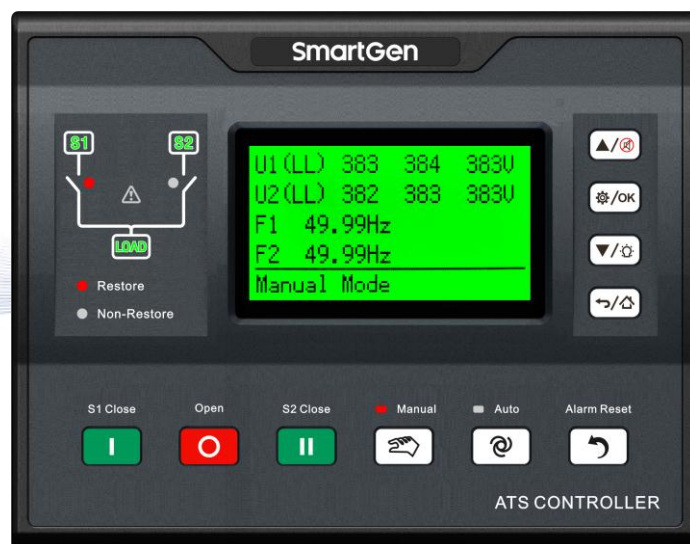 SmartGen
S1 S2
LOAD
Restore
Non-Restore
U1(LL) 383 384 383V
U2(LL) 382 383 383V
F1 49.99Hz
F2 49.99Hz
Manual Mode
/OK
S1 Close Open S2 Close Manual Auto Alarm Reset
I O II
ATS CONTROLLER